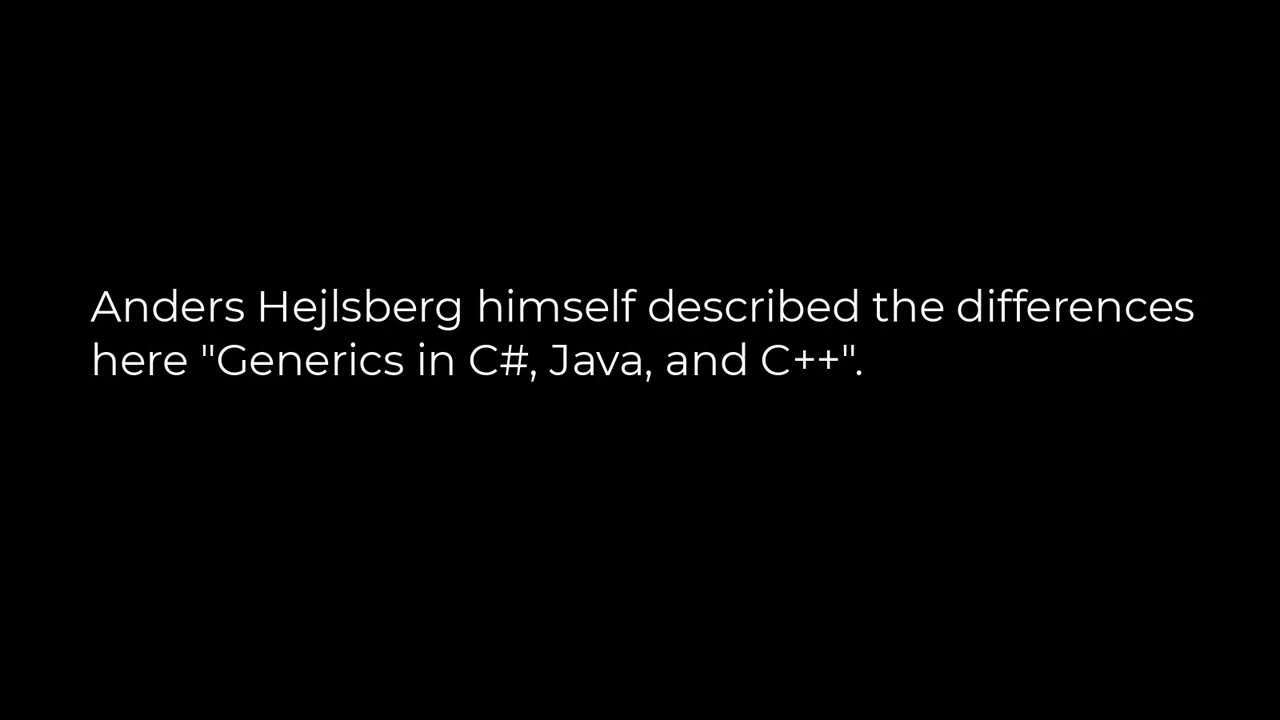 Anders Hejlsberg himself described the differences
here "Generics in C#, Java, and C++".